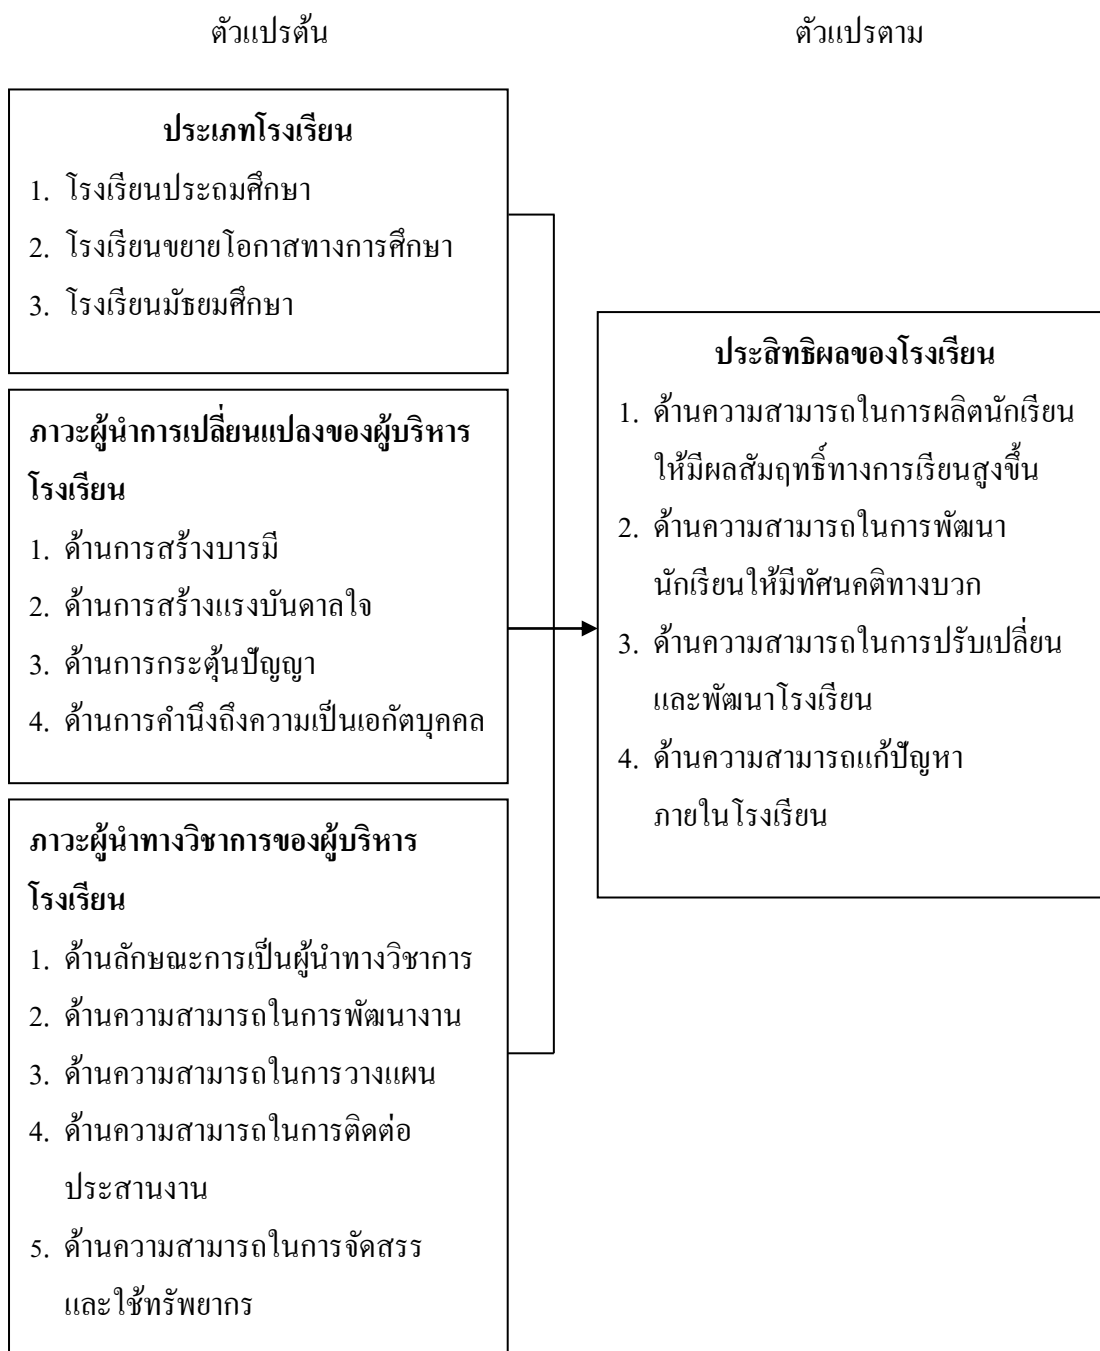 ตัวแปรต้น
ตัวแปรตาม
ประเภทโรงเรียน
1. โรงเรียนประถมศึกษา
2. โรงเรียนขยายโอกาสทางการศึกษา
3. โรงเรียนมัธยมศึกษา
ภาวะผู้นำการเปลี่ยนแปลงของผู้บริหาร
โรงเรียน
1. ด้านการสร้างบารมี
2. ด้านการสร้างแรงบันดาลใจ
3. ด้านการกระตุ้นปัญญา
4. ด้านการคำนึงถึงความเป็นเอกัตบุคคล
ภาวะผู้นำทางวิชาการของผู้บริหาร
โรงเรียน
1. ด้านลักษณะการเป็นผู้นำทางวิชาการ
2. ด้านความสามารถในการพัฒนางาน
3. ด้านความสามารถในการวางแผน
4. ด้านความสามารถในการติดต่อ
ประสานงาน
5. ด้านความสามารถในการจัดสรร
และใช้ทรัพยากร
ประสิทธิผลของโรงเรียน
1. ด้านความสามารถในการผลิตนักเรียน
ให้มีผลสัมฤทธิ์ทางการเรียนสูงขึ้น
2. ด้านความสามารถในการพัฒนา
นักเรียนให้มีทัศนคติทางบวก
3. ด้านความสามารถในการปรับเปลี่ยน
และพัฒนาโรงเรียน
4. ด้านความสามารถแก้ปัญหา
ภายในโรงเรียน